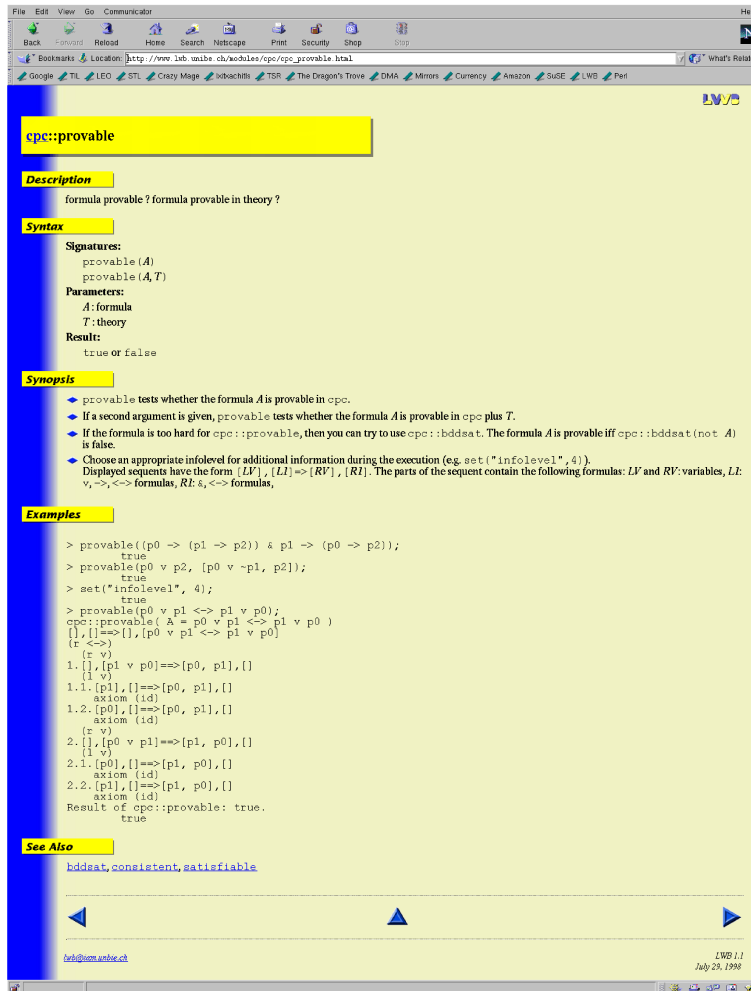 File Edit View Go Communicator He
Back Forward Reload Home Search Netscape Print Security Shop Stop
Bookmarks Location: http://www.lwb.unibe.ch/modules/cpc/cpc_provable.html What's Relat
Google TIL LEO STL Crazy Mage Ixitxachitls TSR The Dragon's Trove DMA Mirrors Currency Amazon SuSE LWB Perl
LWB
cpc::provable
Description
formula provable ? formula provable in theory ?
Syntax
Signatures:
provable(A)
provable(A,T)
Parameters:
A : formula
T : theory
Result:
true or false
Synopsis
provable tests whether the formula A is provable in cpc.
If a second argument is given, provable tests whether the formula A is provable in cpc plus T.
If the formula is too hard for cpc::provable, then you can try to use cpc::bddsat. The formula A is provable iff cpc::bddsat(not A)
is false.
Choose an appropriate infolevel for additional information during the execution (e.g. set("infolevel",4)).
Displayed sequents have the form [LV],[L1]=>[RV],[R1]. The parts of the sequent contain the following formulas: LV and RV: variables, L1:
v, ->, <-> formulas, R1: &, <-> formulas,
Examples
> provable((p0 -> (p1 -> p2)) & p1 -> (p0 -> p2));
true
> provable(p0 v p2, [p0 v ~p1, p2]);
true
> set("infolevel", 4);
true
> provable(p0 v p1 <-> p1 v p0);
cpc::provable( A = p0 v p1 <-> p1 v p0 )
[],[]==>[],[p0 v p1 <-> p1 v p0]
(r <->)
(r v)
1.[],[p1 v p0]==>[p0, p1],[]
(l v)
1.1.[p1],[]==>[p0, p1],[]
axiom (id)
1.2.[p0],[]==>[p0, p1],[]
axiom (id)
(r v)
2.[],[p0 v p1]==>[p1, p0],[]
(l v)
2.1.[p0],[]==>[p1, p0],[]
axiom (id)
2.2.[p1],[]==>[p1, p0],[]
axiom (id)
Result of cpc::provable: true.
true
See Also
bddsat, consistent, satisfiable
lwb@iam.unibe.ch LWB 1.1
July 29, 1998